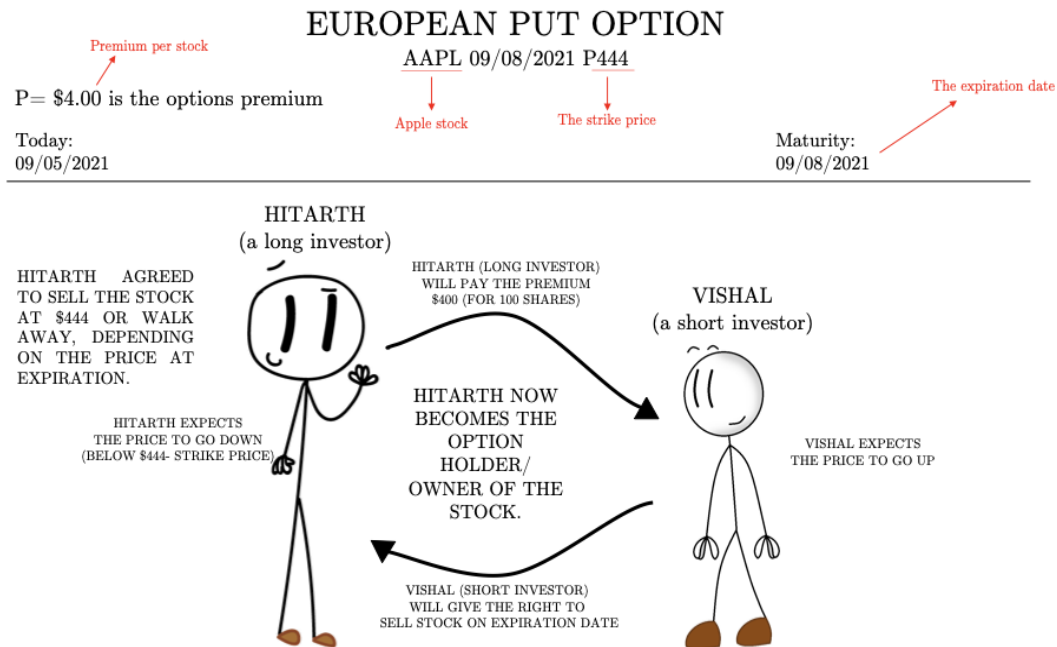 EUROPEAN PUT OPTION
Premium per stock
AAPL 09/08/2021 P444
The expiration date
P= $4.00 is the options premium
Apple stock
The strike price
Today:
09/05/2021
Maturity:
09/08/2021
HITARTH
(a long investor)
HITARTH AGREED
TO SELL THE STOCK
AT $444 OR WALK
AWAY, DEPENDING
ON THE PRICE AT
EXPIRATION.
HITARTH (LONG INVESTOR)
WILL PAY THE PREMIUM
$400 (FOR 100 SHARES)
VISHAL
(a short investor)
HITARTH EXPECTS
THE PRICE TO GO DOWN
(BELOW $444- STRIKE PRICE)
HITARTH NOW
BECOMES THE
OPTION
HOLDER/
OWNER OF THE
STOCK.
VISHAL EXPECTS
THE PRICE TO GO UP
VISHAL (SHORT INVESTOR)
WILL GIVE THE RIGHT TO
SELL STOCK ON EXPIRATION DATE